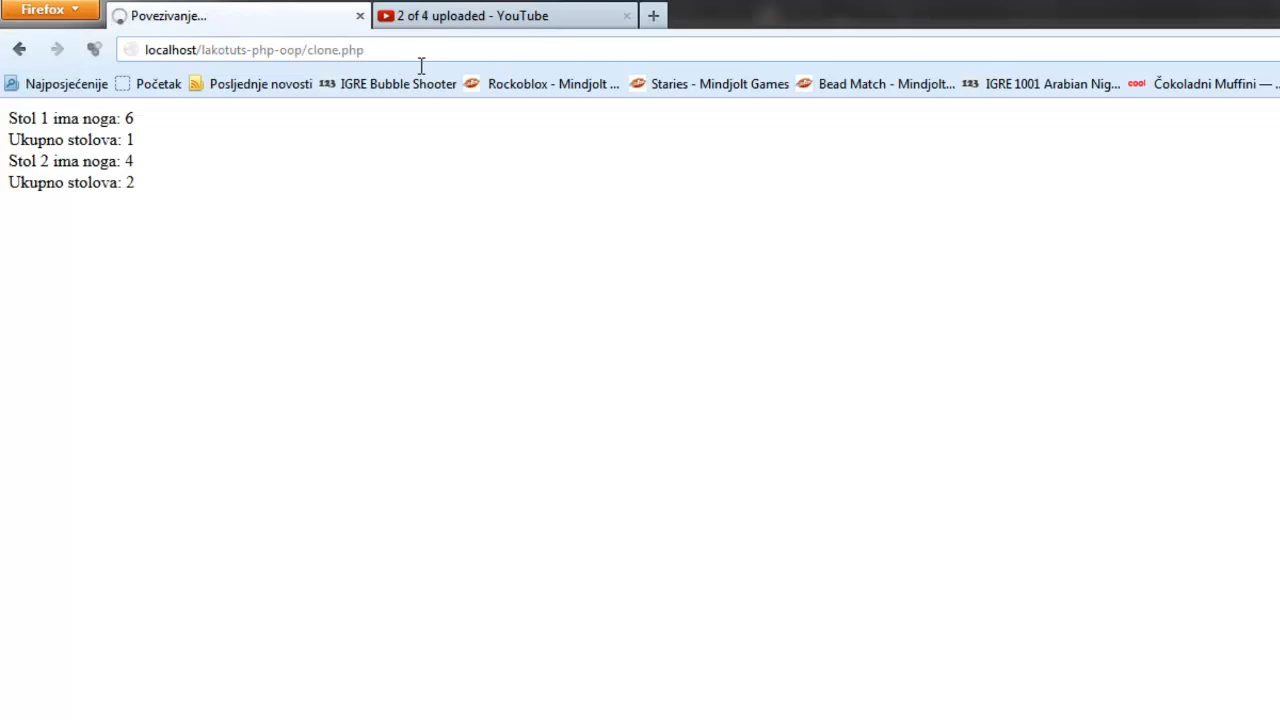 Firefox
Povezivanje...
2 of 4 uploaded - YouTube
localhost/lakotuts-php-oop/clone.php
Najposjećenije Početak Posljednje novosti 123 IGRE Bubble Shooter Rockoblox - Mindjolt ... Staries - Mindjolt Games Bead Match - Mindjolt... 123 IGRE 1001 Arabian Nig... cool Čokoladni Muffini — ...
Stol 1 ima noga: 6
Ukupno stolova: 1
Stol 2 ima noga: 4
Ukupno stolova: 2